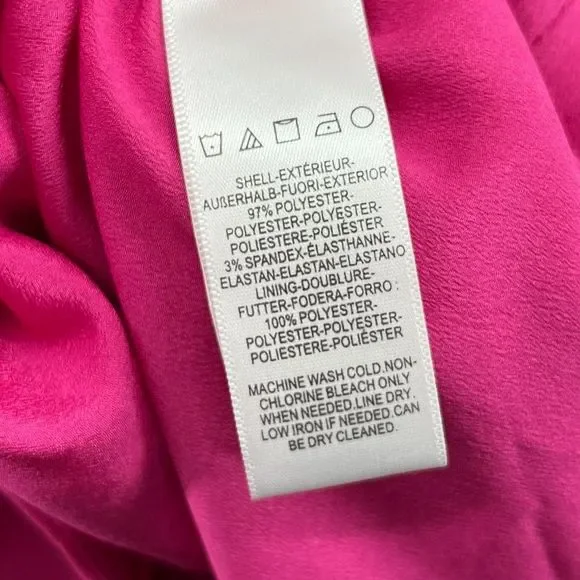 SHELL-EXTÉRIEUR-
AUßERHALB-FUORI-EXTERIOR
97% POLYESTER-
POLYESTER-POLYESTER-
POLIESTERE-POLIÉSTER
3% SPANDEX-ÉLASTHANNE-
ELASTAN-ELASTAN-ELASTANO
LINING-DOUBLURE-
FUTTER-FODERA-FORRO :
100% POLYESTER-
POLYESTER-POLYESTER-
POLIESTERE-POLIÉSTER
MACHINE WASH COLD.NON-
CHLORINE BLEACH ONLY
WHEN NEEDED.LINE DRY.
LOW IRON IF NEEDED.CAN
BE DRY CLEANED.